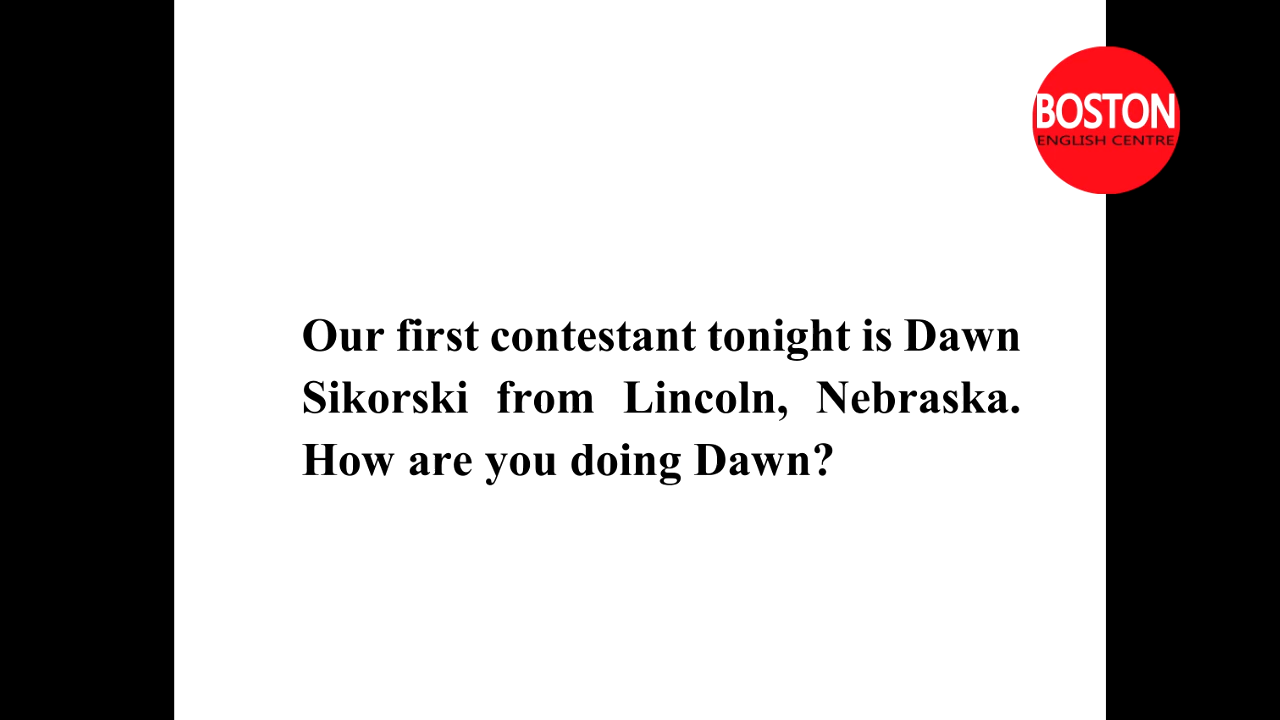 BOSTON
ENGLISH CENTRE
Our first contestant tonight is Dawn
Sikorski from Lincoln, Nebraska.
How are you doing Dawn?